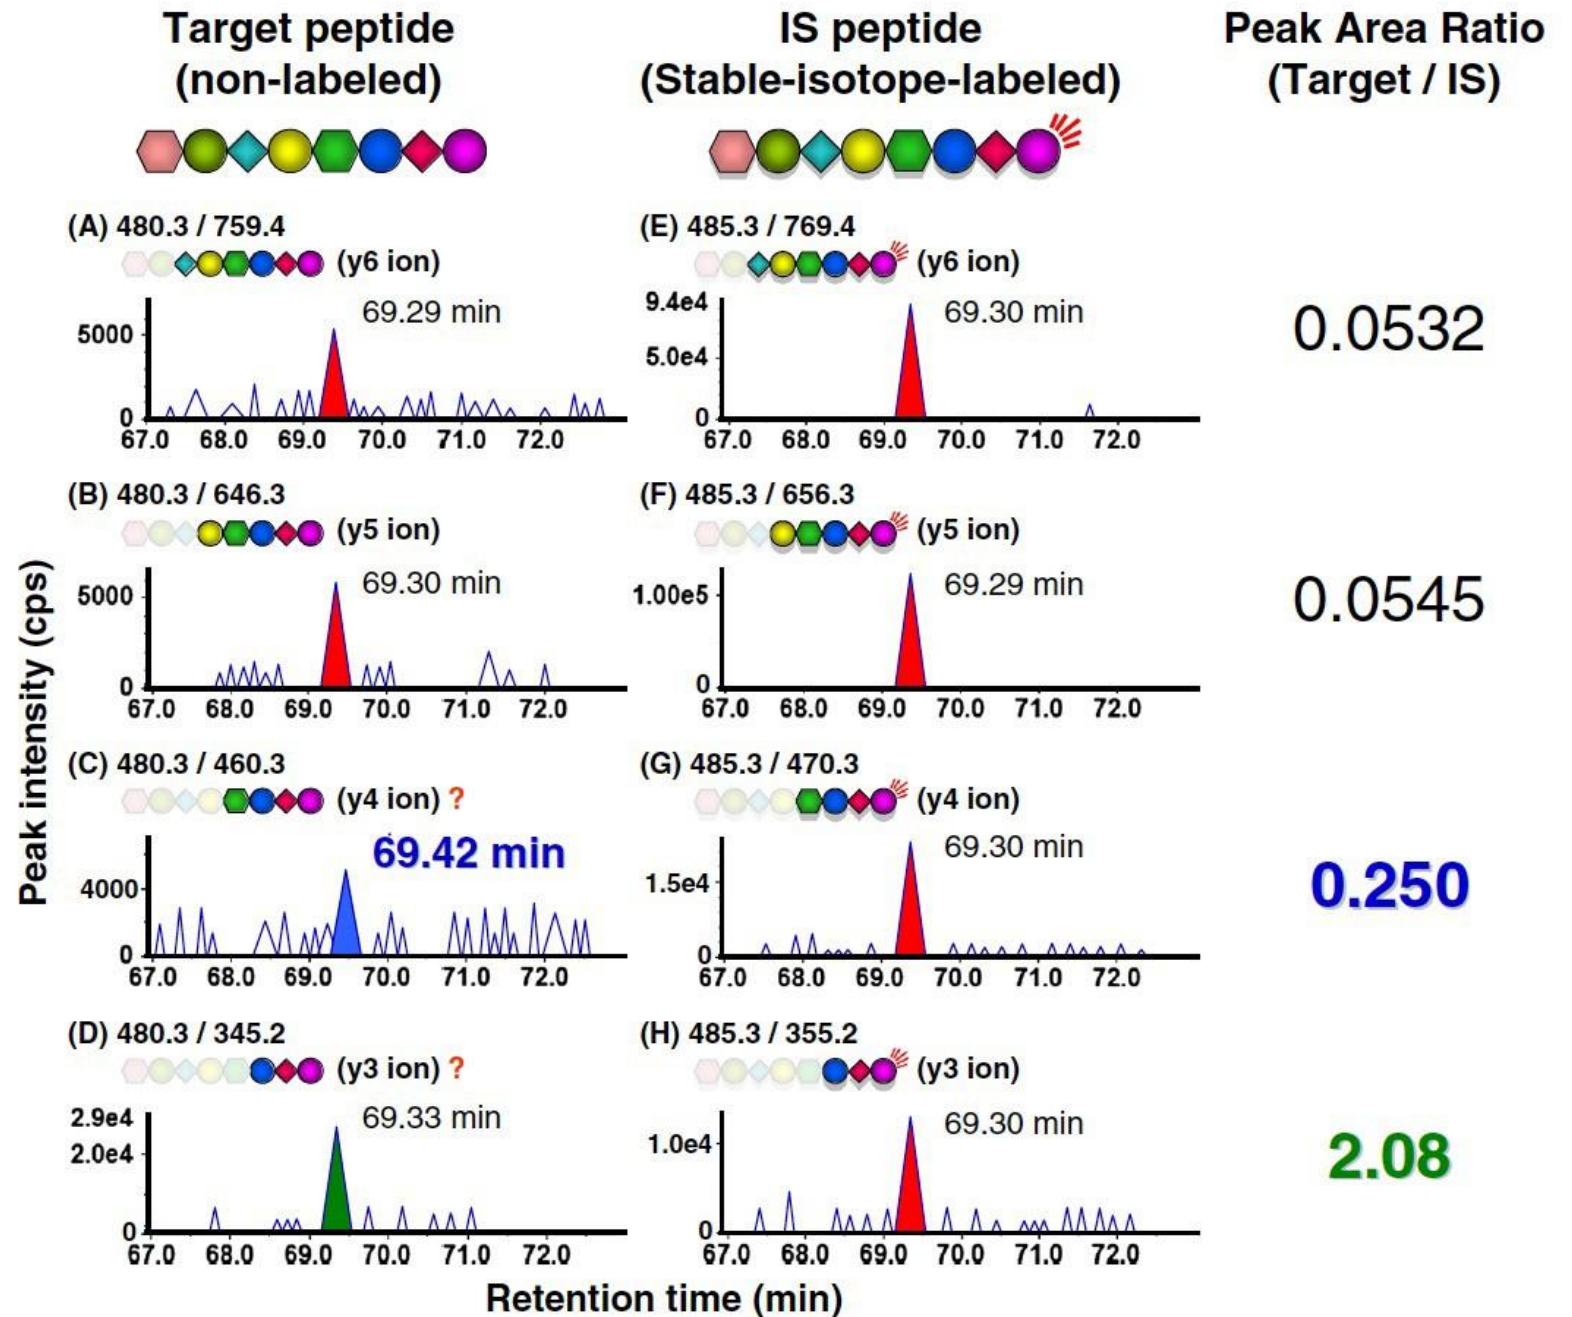 Target peptide
(non-labeled)
IS peptide
(Stable-isotope-labeled)
Peak Area Ratio
(Target / IS)
(A) 480.3 / 759.4
(y6 ion)
69.29 min
5000
0
67.0 68.0 69.0 70.0 71.0 72.0
(E) 485.3 / 769.4
(y6 ion)
69.30 min
9.4e4
5.0e4
0
67.0 68.0 69.0 70.0 71.0 72.0
0.0532
(B) 480.3 / 646.3
(y5 ion)
69.30 min
5000
0
67.0 68.0 69.0 70.0 71.0 72.0
(F) 485.3 / 656.3
(y5 ion)
69.29 min
1.00e5
0
67.0 68.0 69.0 70.0 71.0 72.0
0.0545
(C) 480.3 / 460.3
(y4 ion) ?
69.42 min
4000
0
67.0 68.0 69.0 70.0 71.0 72.0
(G) 485.3 / 470.3
(y4 ion)
69.30 min
1.5e4
0
67.0 68.0 69.0 70.0 71.0 72.0
0.250
(D) 480.3 / 345.2
(y3 ion) ?
69.33 min
2.9e4
2.0e4
0
67.0 68.0 69.0 70.0 71.0 72.0
(H) 485.3 / 355.2
(y3 ion)
69.30 min
1.0e4
0
67.0 68.0 69.0 70.0 71.0 72.0
2.08
Peak intensity (cps)
Retention time (min)